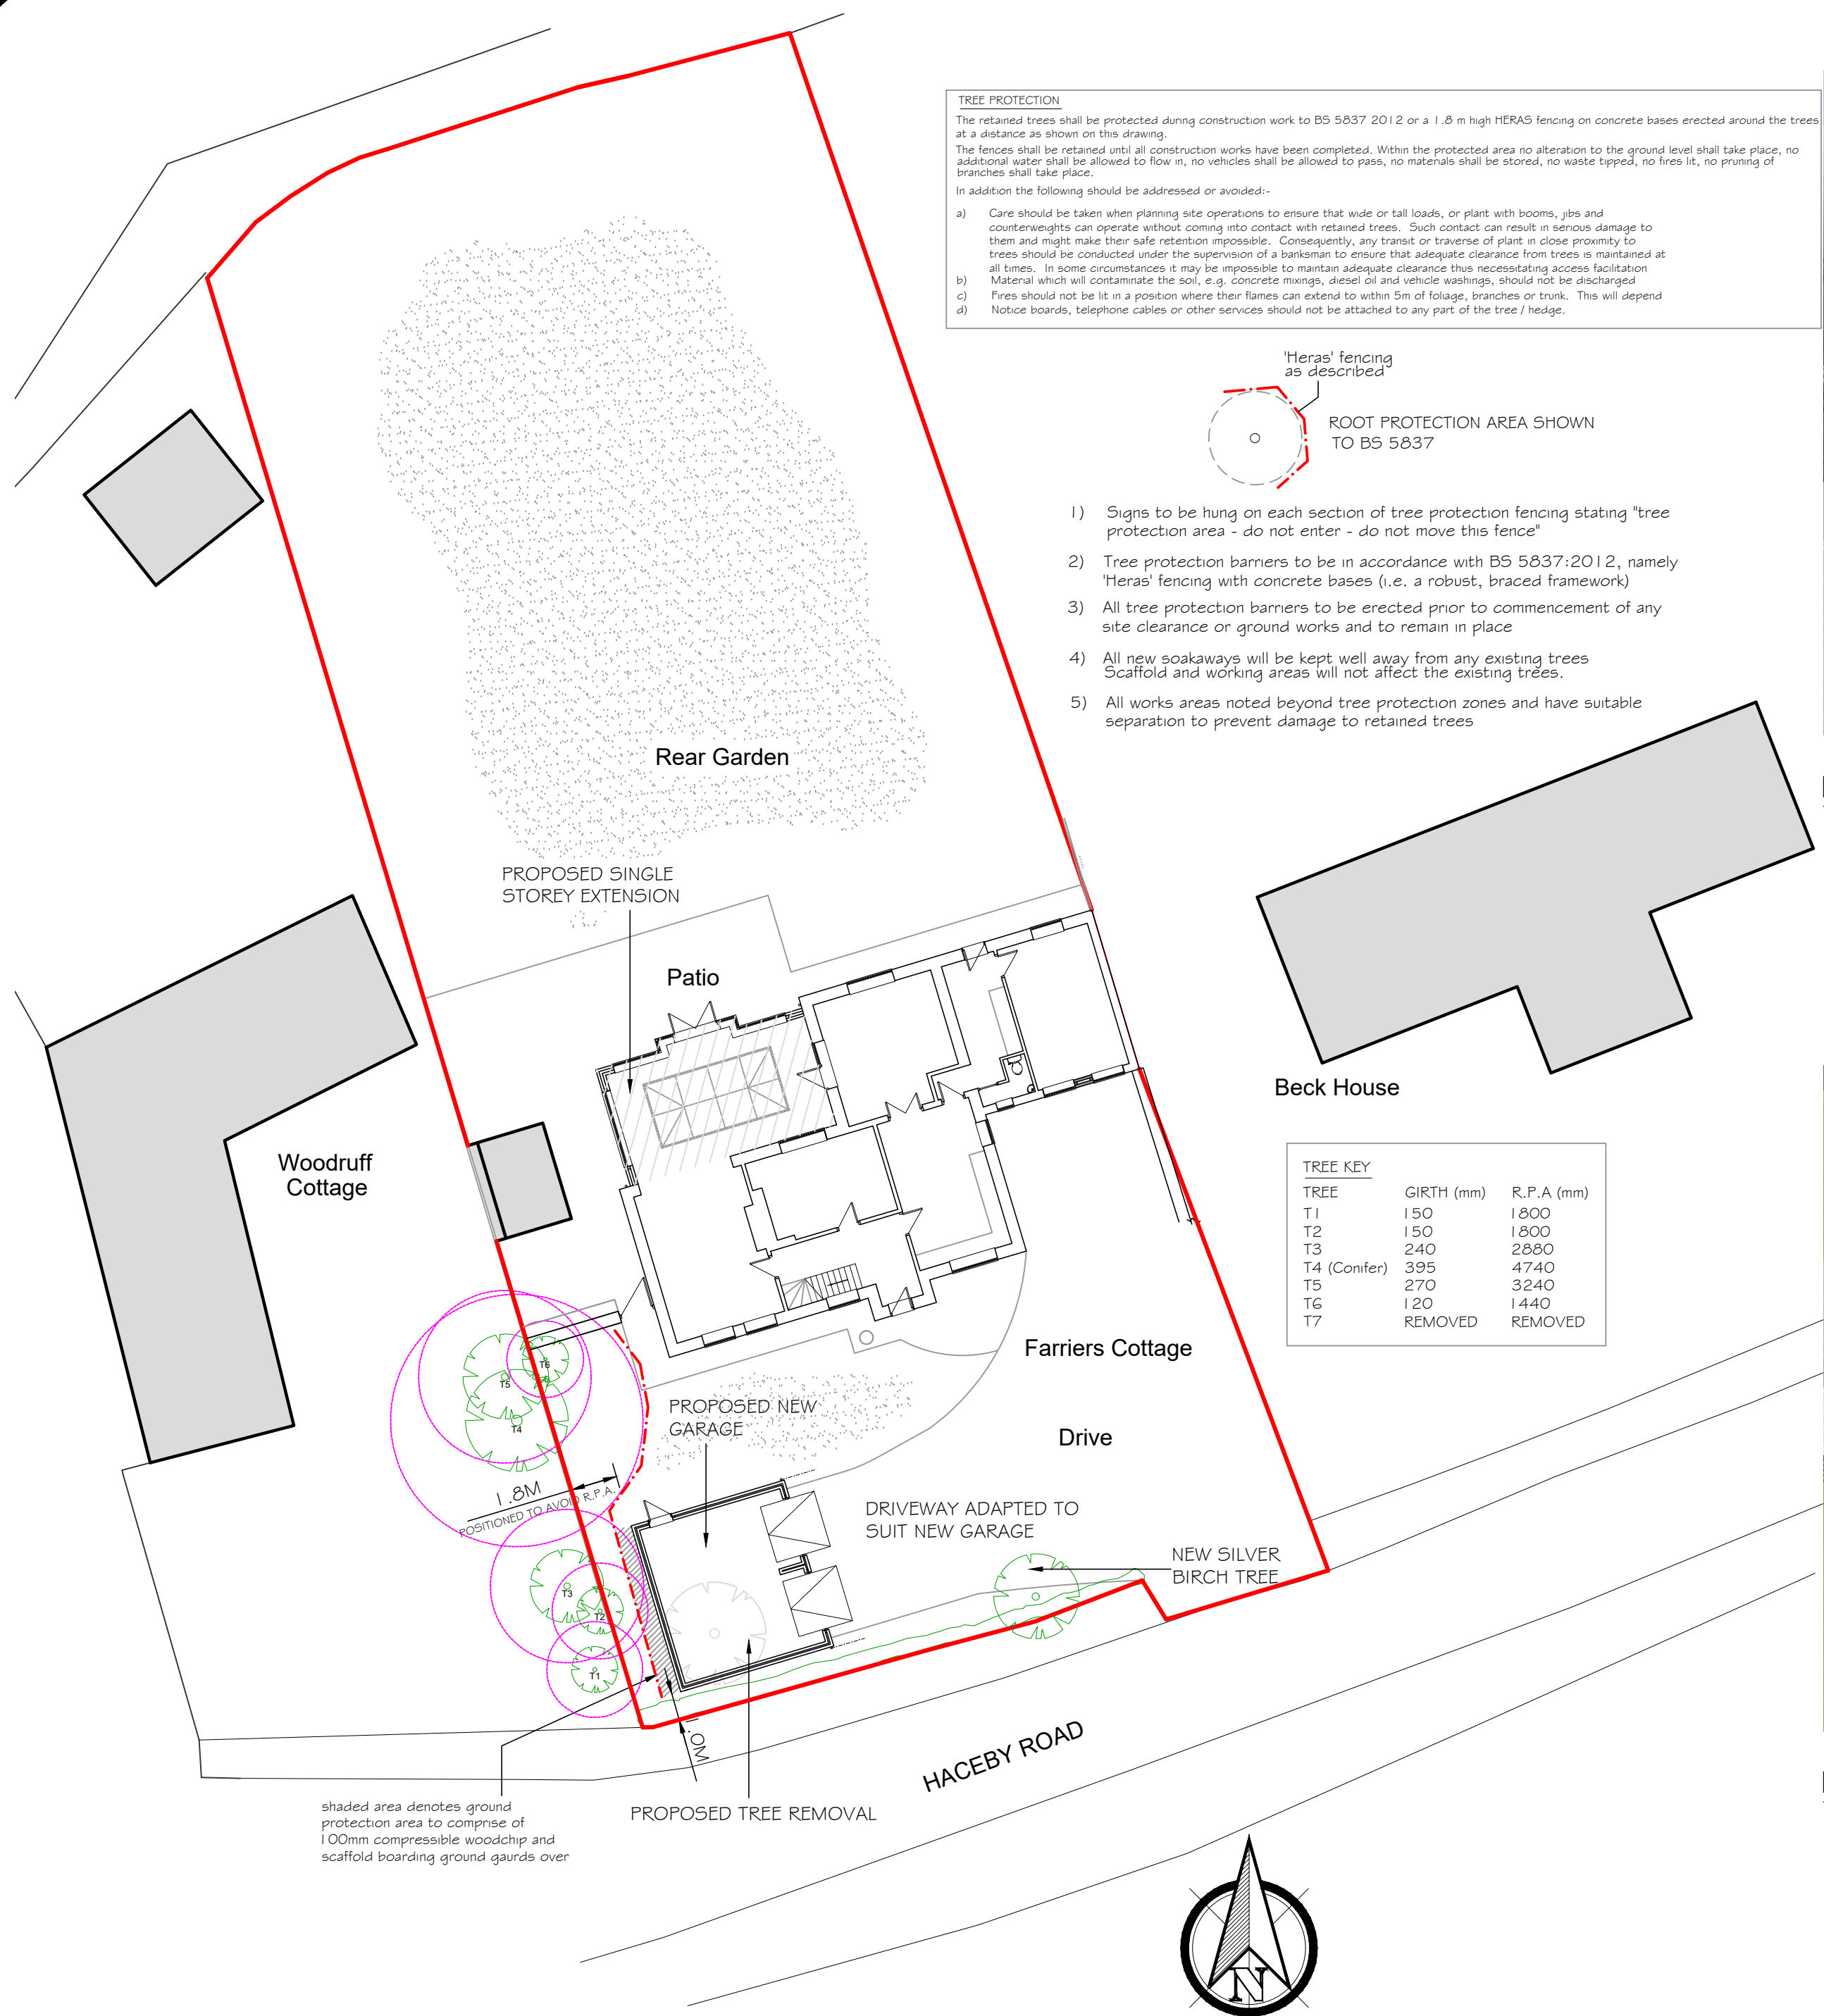 TREE PROTECTION
The retained trees shall be protected during construction work to BS 5837 2012 or a 1.8 m high HERAS fencing on concrete bases erected around the trees
at a distance as shown on this drawing.
The fences shall be retained until all construction works have been completed. Within the protected area no alteration to the ground level shall take place, no
additional water shall be allowed to flow in, no vehicles shall be allowed to pass, no materials shall be stored, no waste tipped, no fires lit, no pruning of
branches shall take place.
In addition the following should be addressed or avoided:-
a) Care should be taken when planning site operations to ensure that wide or tall loads, or plant with booms, jibs and
counterweights can operate without coming into contact with retained trees. Such contact can result in serious damage to
them and might make their safe retention impossible. Consequently, any transit or traverse of plant in close proximity to
trees should be conducted under the supervision of a banksman to ensure that adequate clearance from trees is maintained at
all times. In some circumstances it may be impossible to maintain adequate clearance thus necessitating access facilitation
b) Material which will contaminate the soil, e.g. concrete mixings, diesel oil and vehicle washings, should not be discharged
c) Fires should not be lit in a position where their flames can extend to within 5m of foliage, branches or trunk. This will depend
d) Notice boards, telephone cables or other services should not be attached to any part of the tree / hedge.
'Heras' fencing
as described
ROOT PROTECTION AREA SHOWN
TO BS 5837
1) Signs to be hung on each section of tree protection fencing stating "tree
protection area - do not enter - do not move this fence"
2) Tree protection barriers to be in accordance with BS 5837:2012, namely
'Heras' fencing with concrete bases (i.e. a robust, braced framework)
3) All tree protection barriers to be erected prior to commencement of any
site clearance or ground works and to remain in place
4) All new soakaways will be kept well away from any existing trees
Scaffold and working areas will not affect the existing trees.
5) All works areas noted beyond tree protection zones and have suitable
separation to prevent damage to retained trees
Rear Garden
PROPOSED SINGLE
STOREY EXTENSION
Patio
Beck House
Woodruff
Cottage
TREE KEY
TREE GIRTH (mm) R.P.A (mm)
T1 150 1800
T2 150 1800
T3 240 2880
T4 (Conifer) 395 4740
T5 270 3240
T6 120 1440
T7 REMOVED REMOVED
Farriers Cottage
T6
T5
T4
PROPOSED NEW
GARAGE
Drive
1.8M
POSITIONED TO AVOID R.P.A.
DRIVEWAY ADAPTED TO
SUIT NEW GARAGE
NEW SILVER
BIRCH TREE
T3
T2
T1
1.0M
HACEBY ROAD
shaded area denotes ground
protection area to comprise of
100mm compressible woodchip and
scaffold boarding ground gaurds over
PROPOSED TREE REMOVAL
N